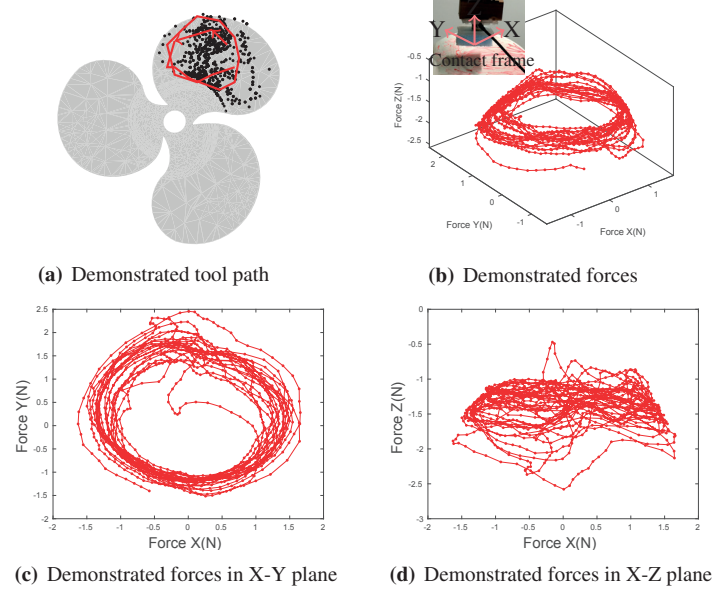 Y X
Contact frame
-0.5
-1
-1.5
-2
-2.5
Force Z(N)
2
1
0
-1
Force Y(N)
-1
0
1
Force X(N)
(a) Demonstrated tool path
(b) Demonstrated forces
2.5
2
1.5
1
0.5
0
-0.5
-1
-1.5
-2
Force Y(N)
-2 -1.5 -1 -0.5 0 0.5 1 1.5 2
Force X(N)
0
-0.5
-1
-1.5
-2
-2.5
-3
Force Z(N)
-2 -1.5 -1 -0.5 0 0.5 1 1.5 2
Force X(N)
(c) Demonstrated forces in X-Y plane
(d) Demonstrated forces in X-Z plane